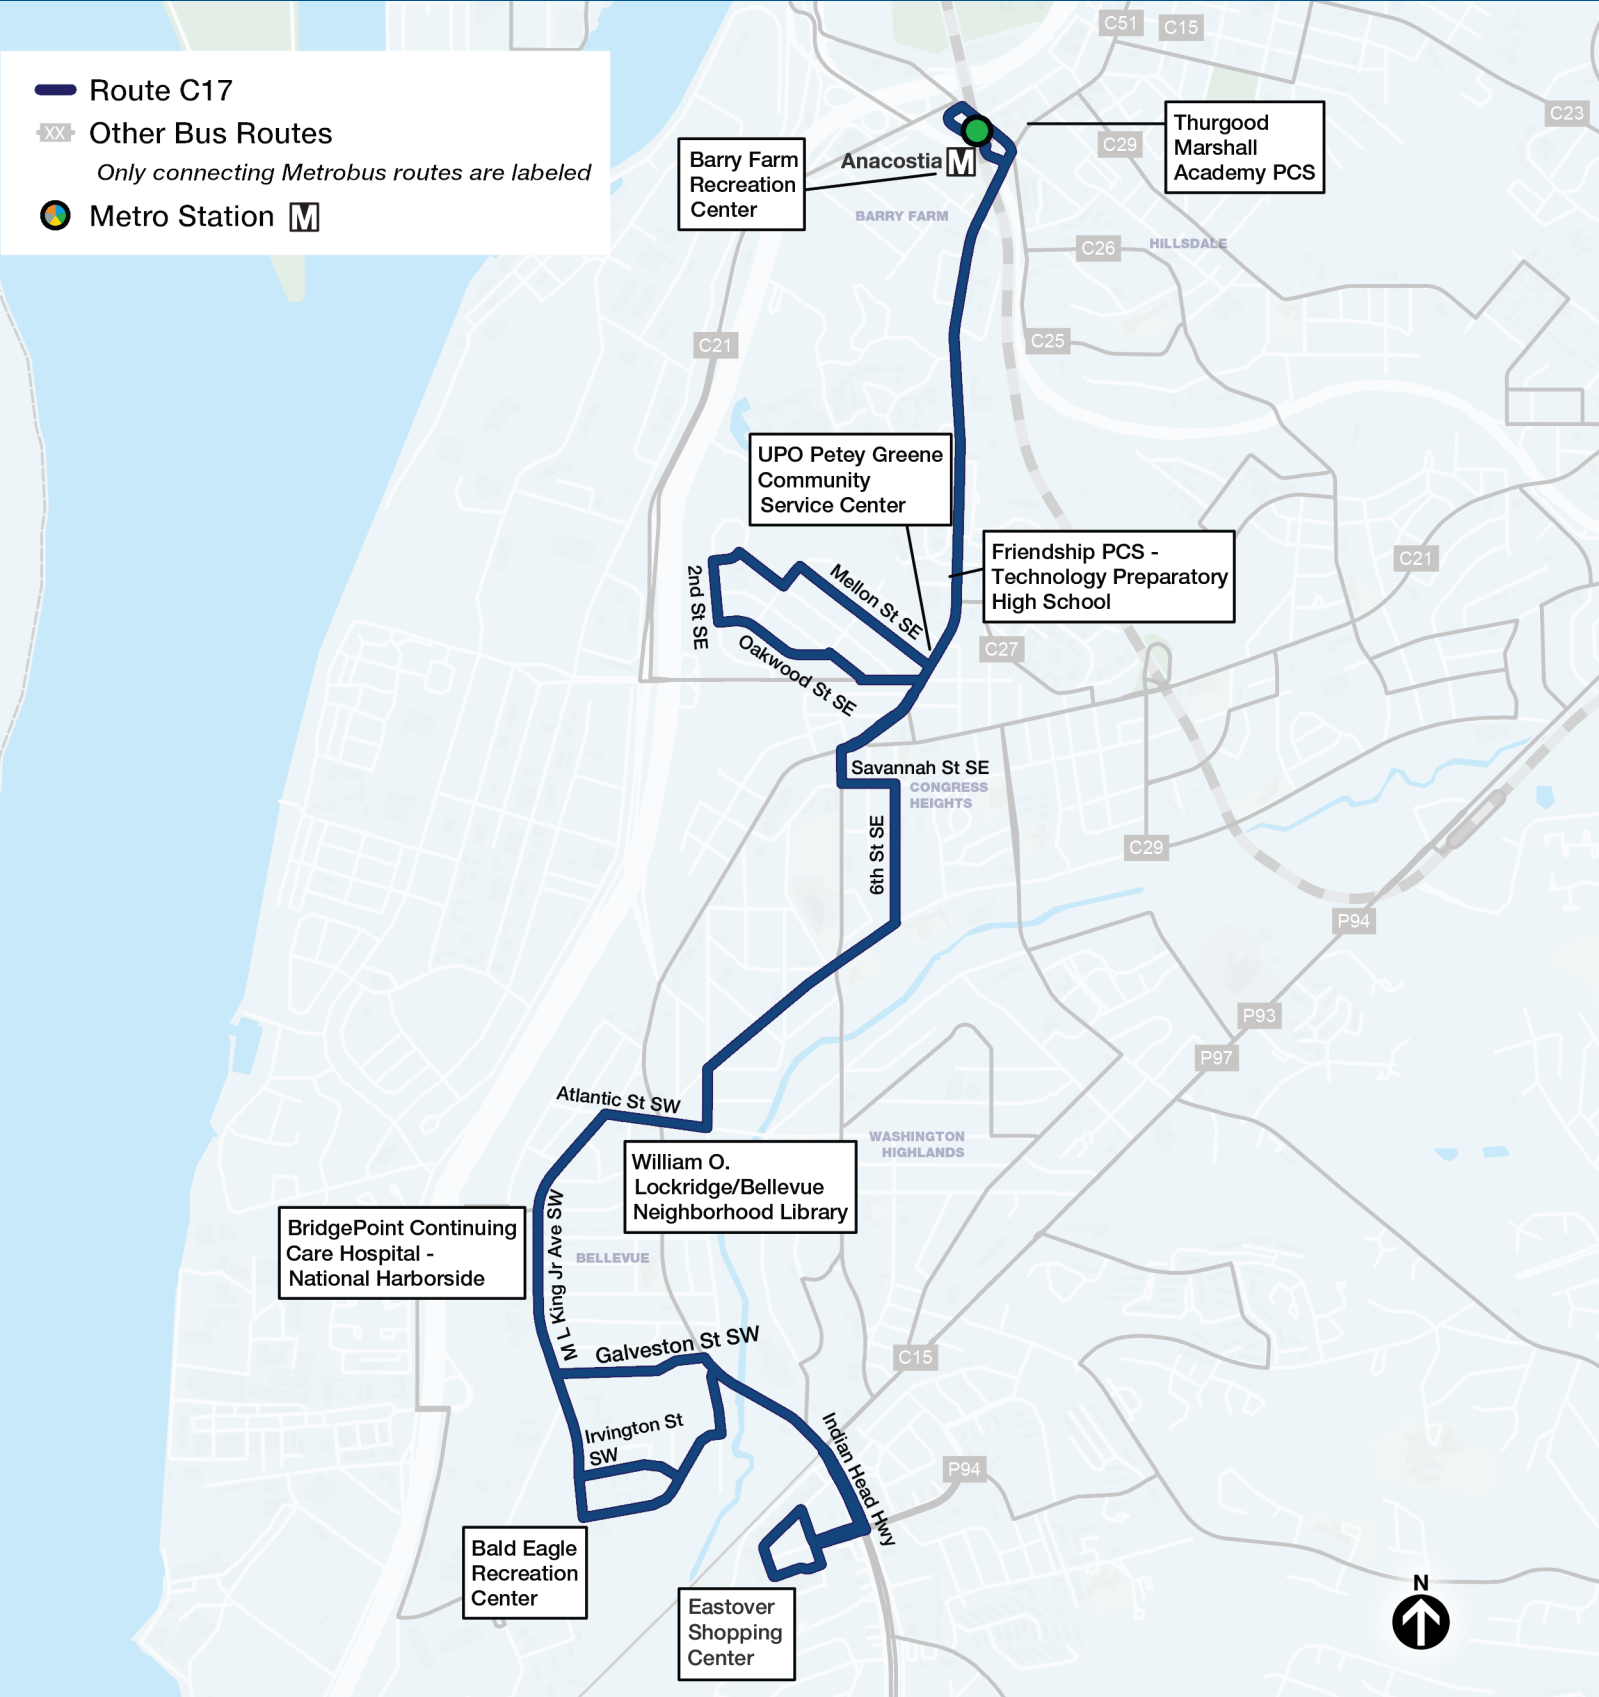 Route C17
XX Other Bus Routes
Only connecting Metrobus routes are labeled
Metro Station M
C51
C15
C23
Thurgood
Marshall
Academy PCS
C29
Barry Farm
Recreation
Center
Anacostia M
BARRY FARM
C26
HILLSDALE
C21
C25
UPO Petey Greene
Community
Service Center
Friendship PCS -
Technology Preparatory
High School
C21
2nd St SE
Mellon St SE
Oakwood St SE
C27
Savannah St SE
CONGRESS
HEIGHTS
6th St SE
C29
P94
P93
P97
Atlantic St SW
WASHINGTON
HIGHLANDS
William O.
Lockridge/Bellevue
Neighborhood Library
BridgePoint Continuing
Care Hospital -
National Harborside
M L King Jr Ave SW
BELLEVUE
Galveston St SW
C15
Irvington St
SW
Indian Head Hwy
P94
Bald Eagle
Recreation
Center
Eastover
Shopping
Center
N